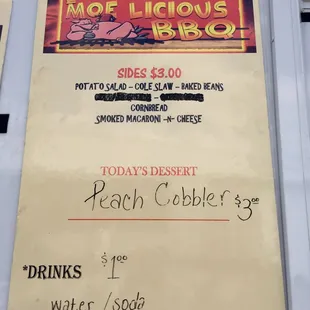 MOE LICIOUS
BBQ
SIDES $3.00
POTATO SALAD - COLE SLAW - BAKED BEANS
CORNBREAD
SMOKED MACARONI -N- CHEESE
TODAY'S DESSERT
Peach Cobbler $3.00
*DRINKS $1.00
water / soda